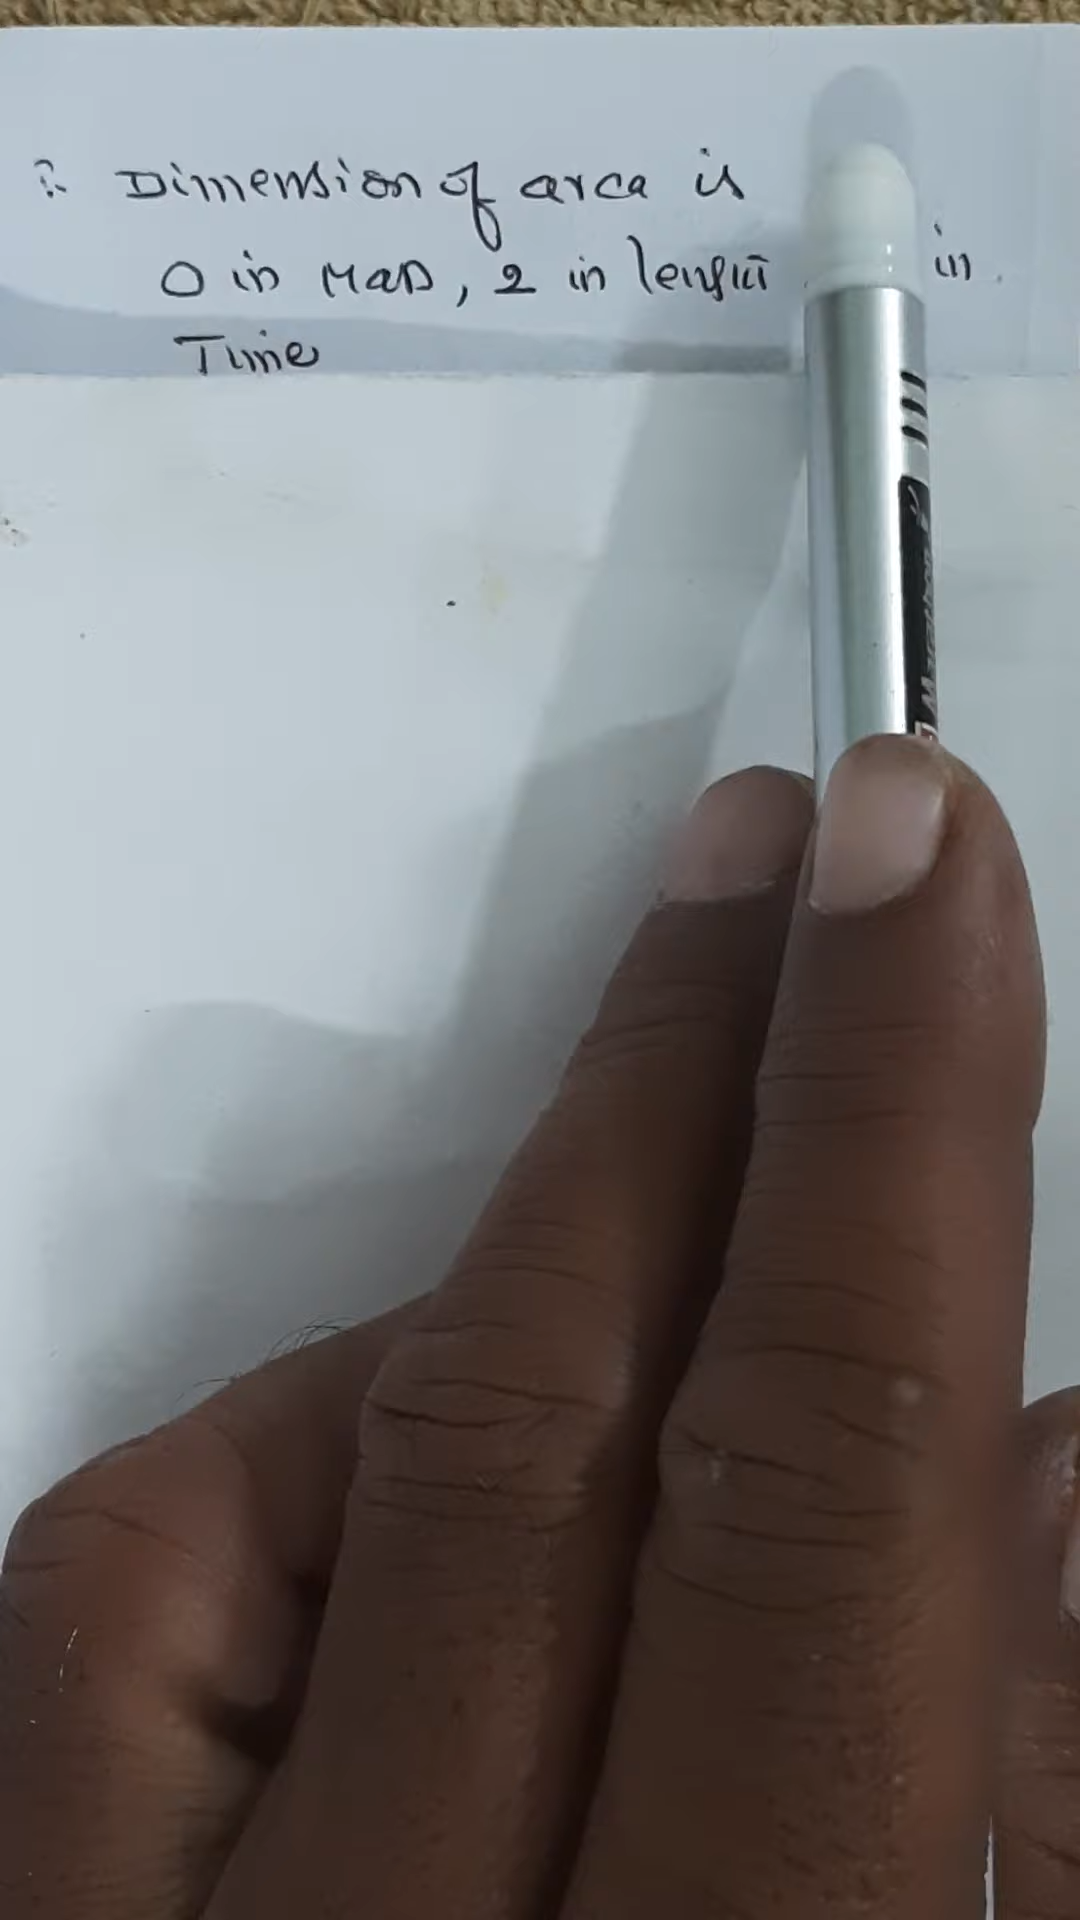 ∴ Dimension of area is
0 in Mass, 2 in length in
Time